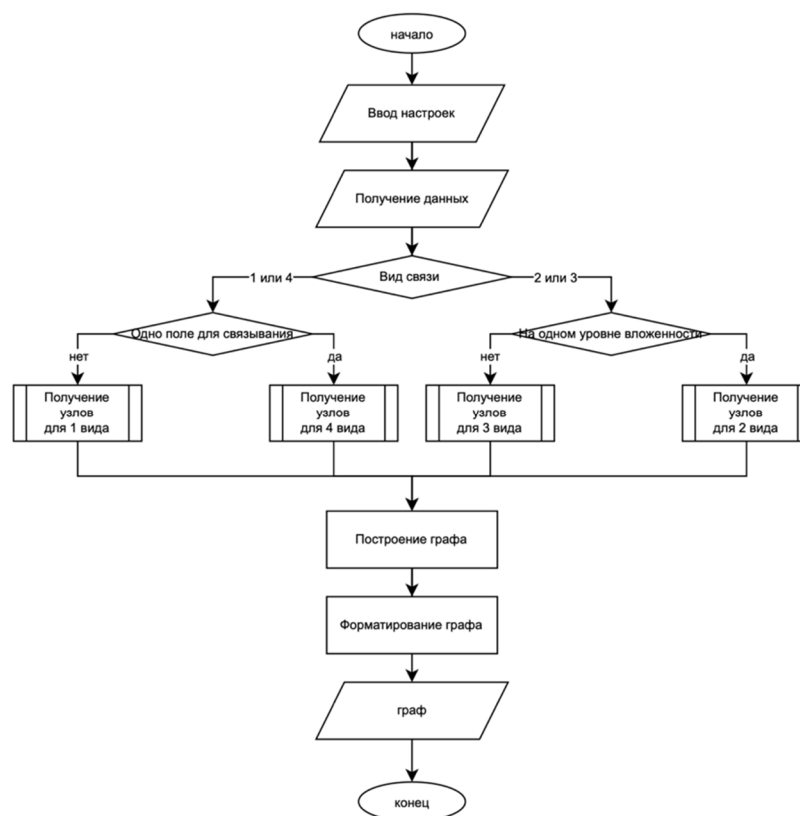 начало
Ввод настроек
Получение данных
1 или 4
Вид связи
2 или 3
Одно поле для связывания
На одном уровне вложенности
нет
да
нет
да
Получение
узлов
для 1 вида
Получение
узлов
для 4 вида
Получение
узлов
для 3 вида
Получение
узлов
для 2 вида
Построение графа
Форматирование графа
граф
конец